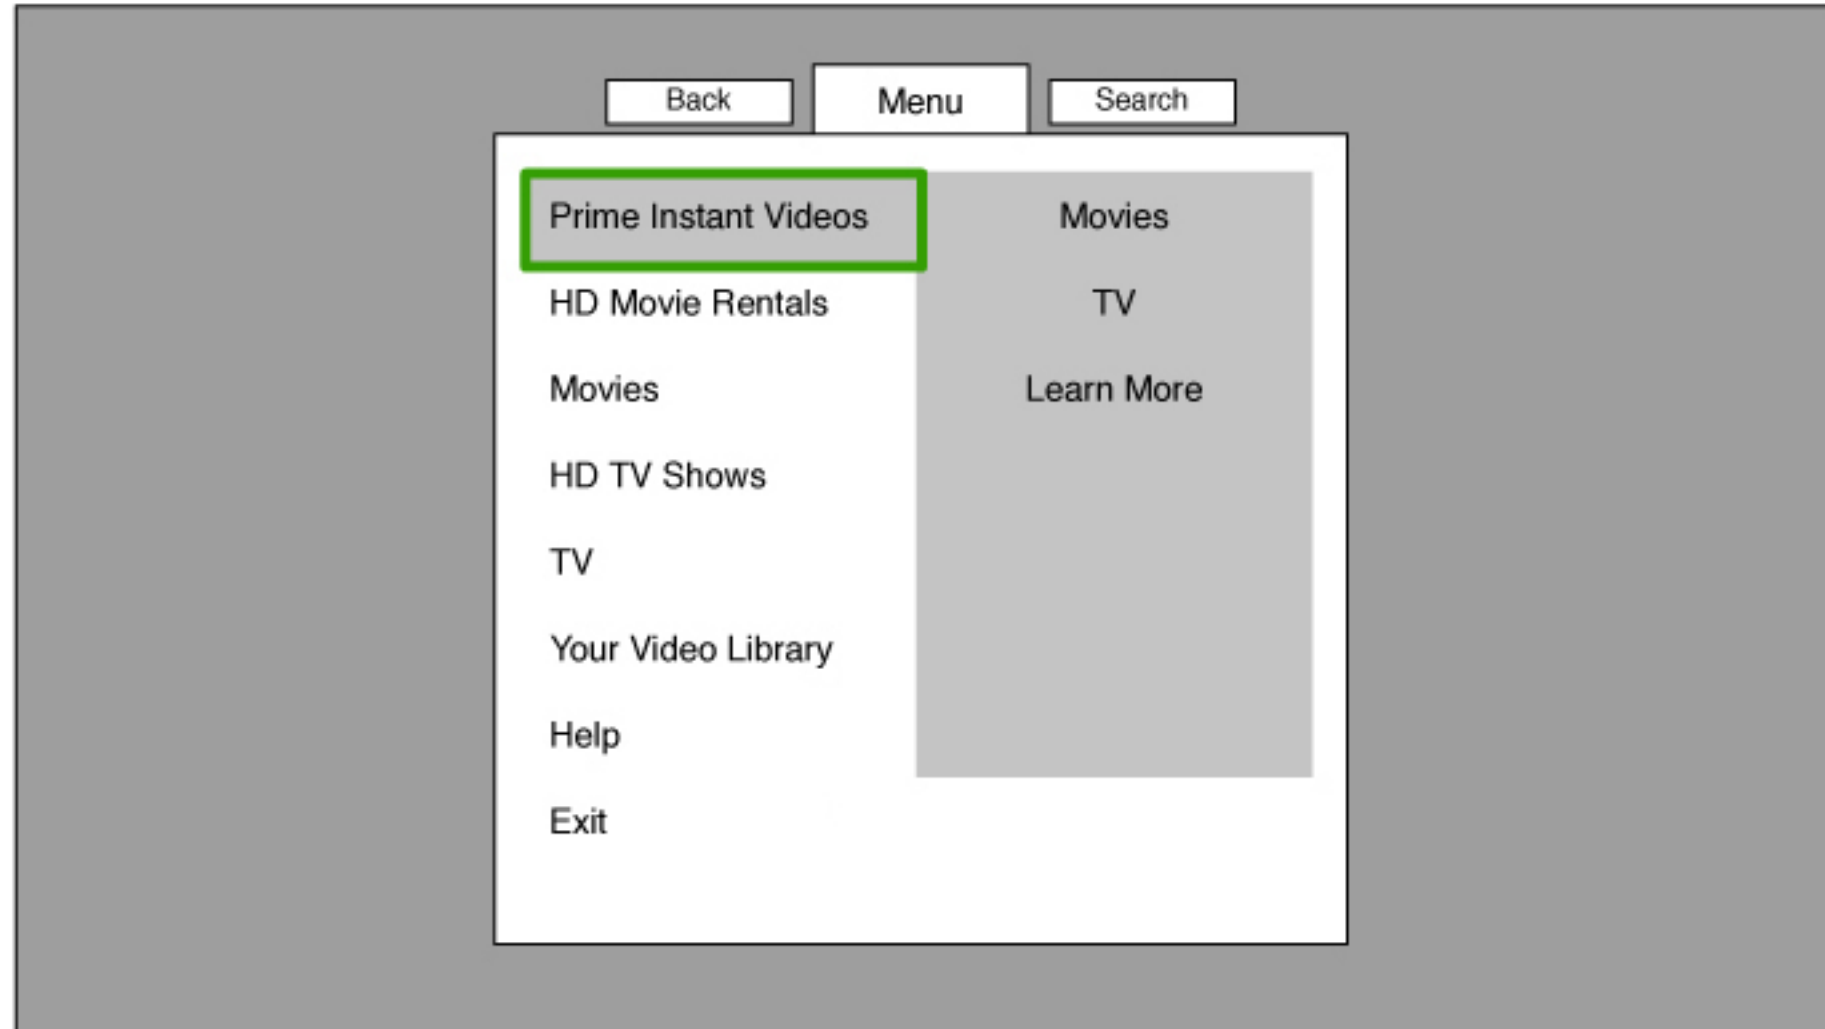 Back
Menu
Search
Prime Instant Videos
HD Movie Rentals
Movies
HD TV Shows
TV
Your Video Library
Help
Exit
Movies
TV
Learn More